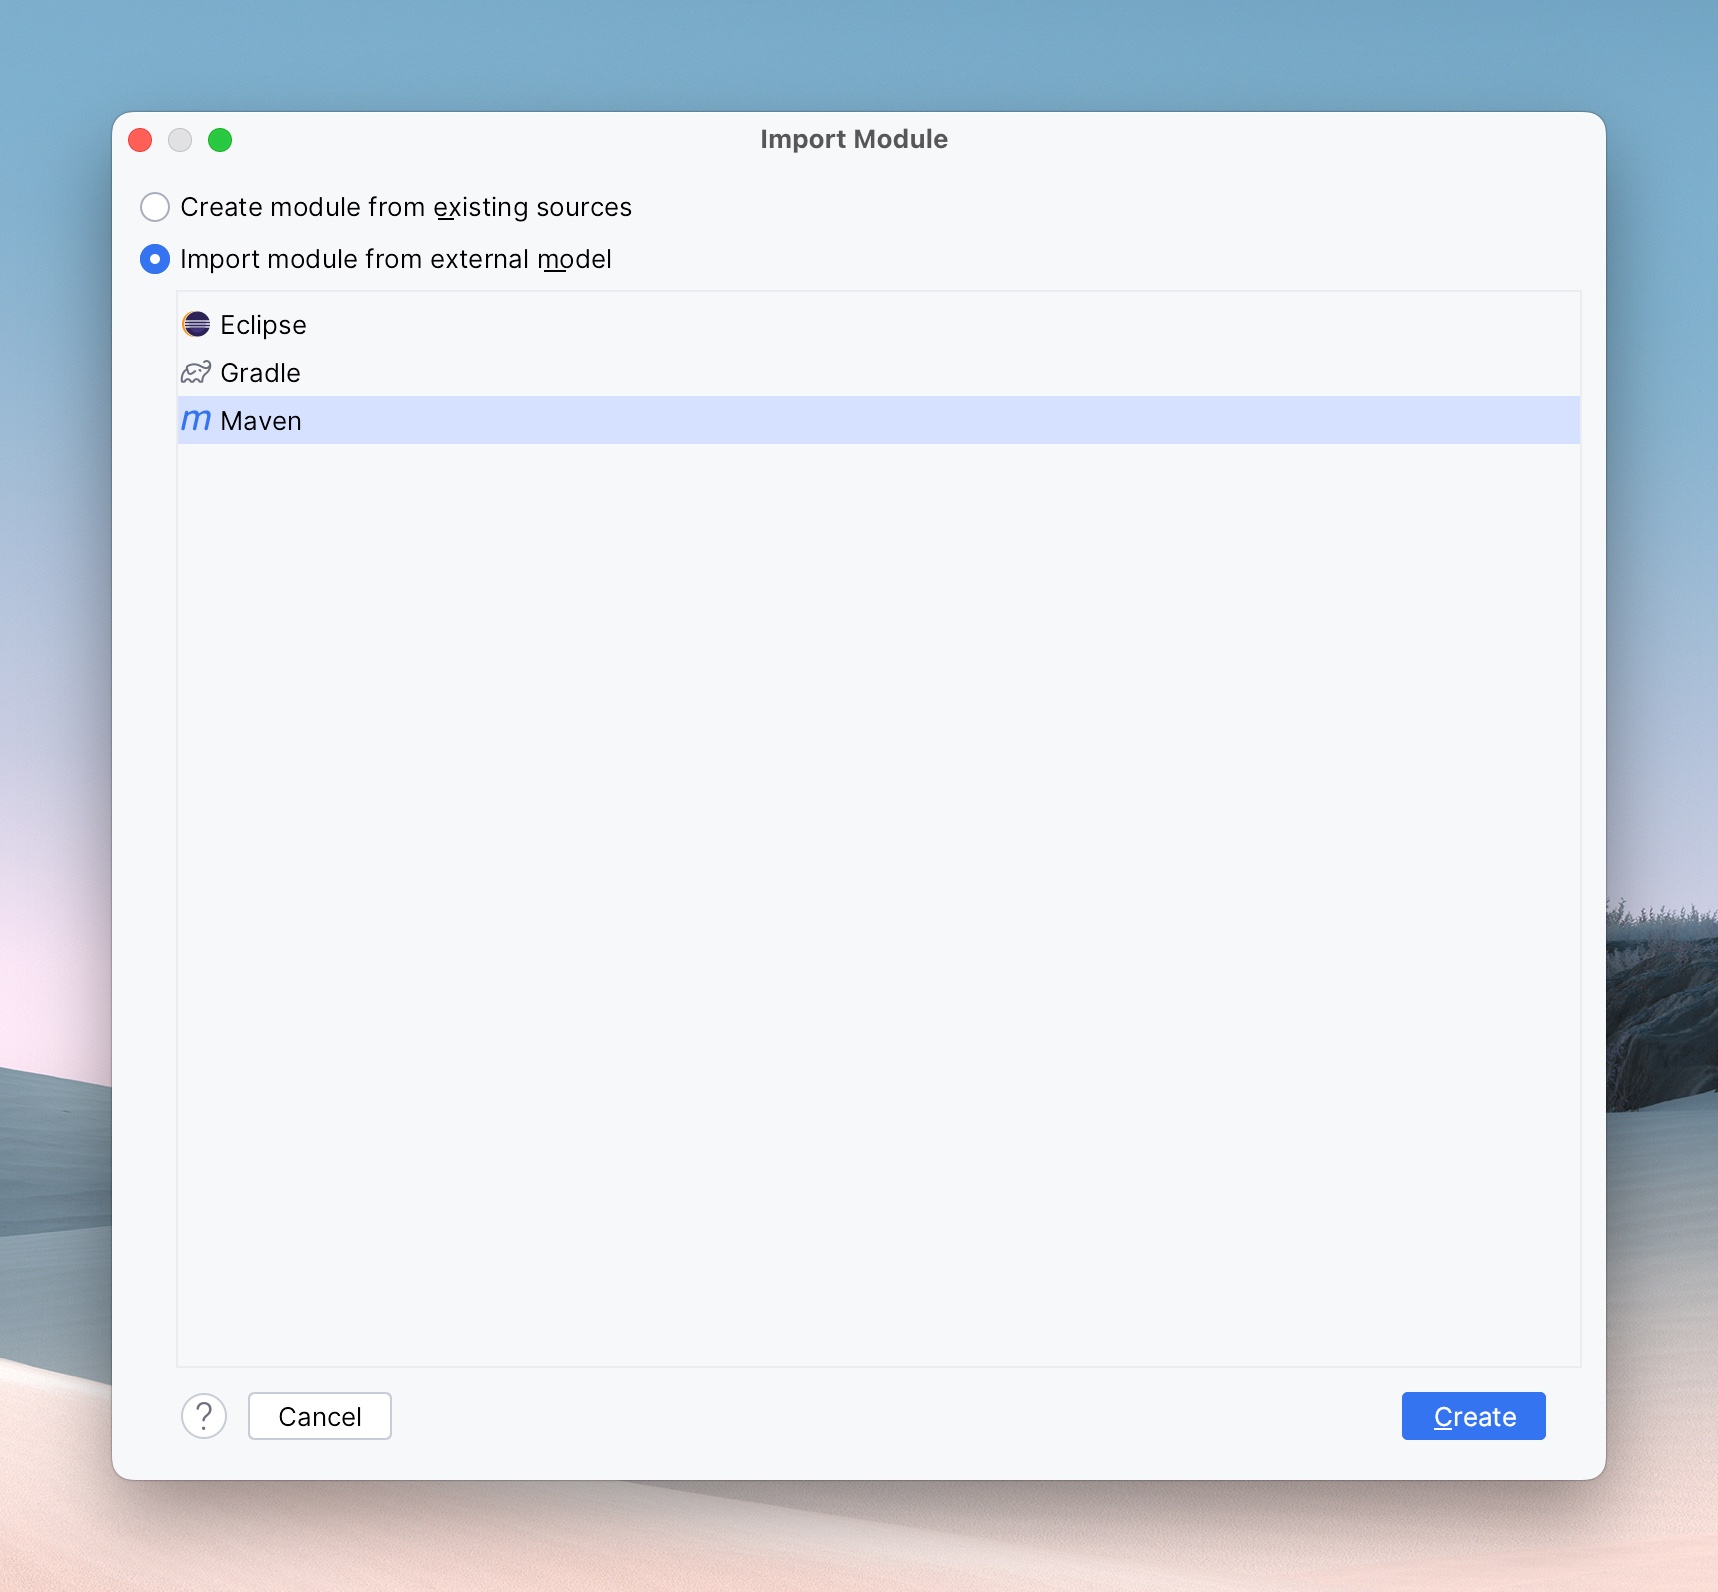 Import Module
Create module from existing sources
Import module from external model
Eclipse
Gradle
m Maven
? Cancel Create